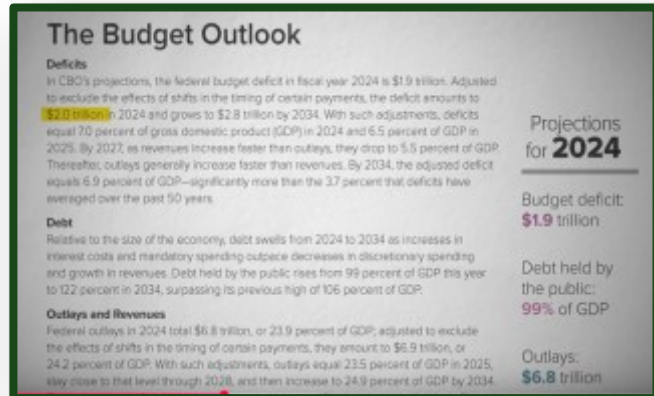 The Budget Outlook
Deficits
In CBO's projections, the federal budget deficit in fiscal year 2024 is $1.9 trillion. Adjusted
to exclude the effects of shifts in the timing of certain payments, the deficit amounts to
$2.0 trillion in 2024 and grows to $2.8 trillion by 2034. With such adjustments, deficits
equal 7.0 percent of gross domestic product (GDP) in 2024 and 6.5 percent of GDP in
2025. By 2027, as revenues increase faster than outlays, they drop to 5.5 percent of GDP.
Thereafter, outlays generally increase faster than revenues. By 2034, the adjusted deficit
equals 6.9 percent of GDP—significantly more than the 3.7 percent that deficits have
averaged over the past 50 years.
Debt
Relative to the size of the economy, debt swells from 2024 to 2034 as increases in
interest costs and mandatory spending outpace decreases in discretionary spending
and growth in revenues. Debt held by the public rises from 99 percent of GDP this year
to 122 percent in 2034, surpassing its previous high of 106 percent of GDP.
Outlays and Revenues
Federal outlays in 2024 total $6.8 trillion, or 23.9 percent of GDP; adjusted to exclude
the effects of shifts in the timing of certain payments, they amount to $6.9 trillion, or
24.2 percent of GDP. With such adjustments, outlays equal 23.5 percent of GDP in 2025,
stay close to that level through 2028, and then increase to 24.9 percent of GDP by 2034.
Projections
for 2024
Budget deficit:
$1.9 trillion
Debt held by
the public:
99% of GDP
Outlays:
$6.8 trillion